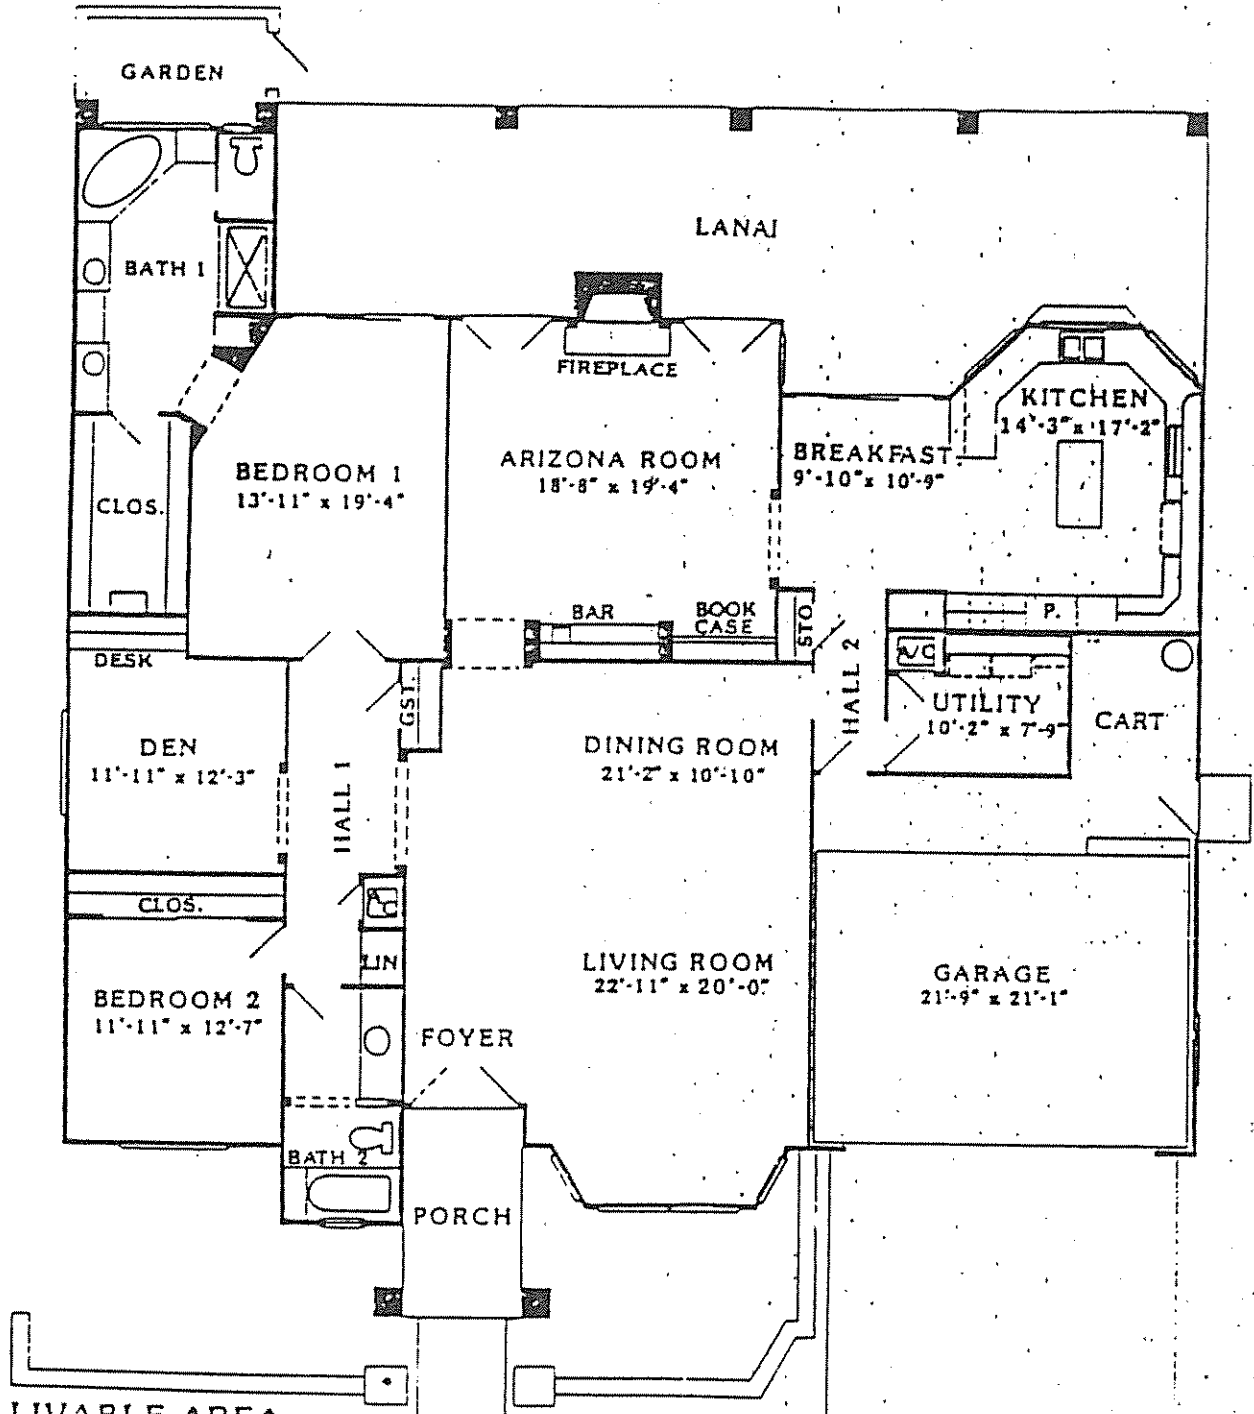 GARDEN
LANAI
BATH 1
FIREPLACE
KITCHEN
14'-3" x 17'-2"
BREAKFAST
9'-10" x 10'-9"
ARIZONA ROOM
18'-8" x 19'-4"
BEDROOM 1
13'-11" x 19'-4"
CLOS.
BAR
BOOK
CASE
STO
P.
DESK
GST.
HALL 2
A/C
UTILITY
10'-2" x 7'-9"
CART
DEN
11'-11" x 12'-3"
DINING ROOM
21'-2" x 10'-10"
HALL 1
CLOS.
A/C
LIN
LIVING ROOM
22'-11" x 20'-0"
GARAGE
21'-9" x 21'-1"
BEDROOM 2
11'-11" x 12'-7"
FOYER
BATH 2
PORCH
LIVABLE AREA